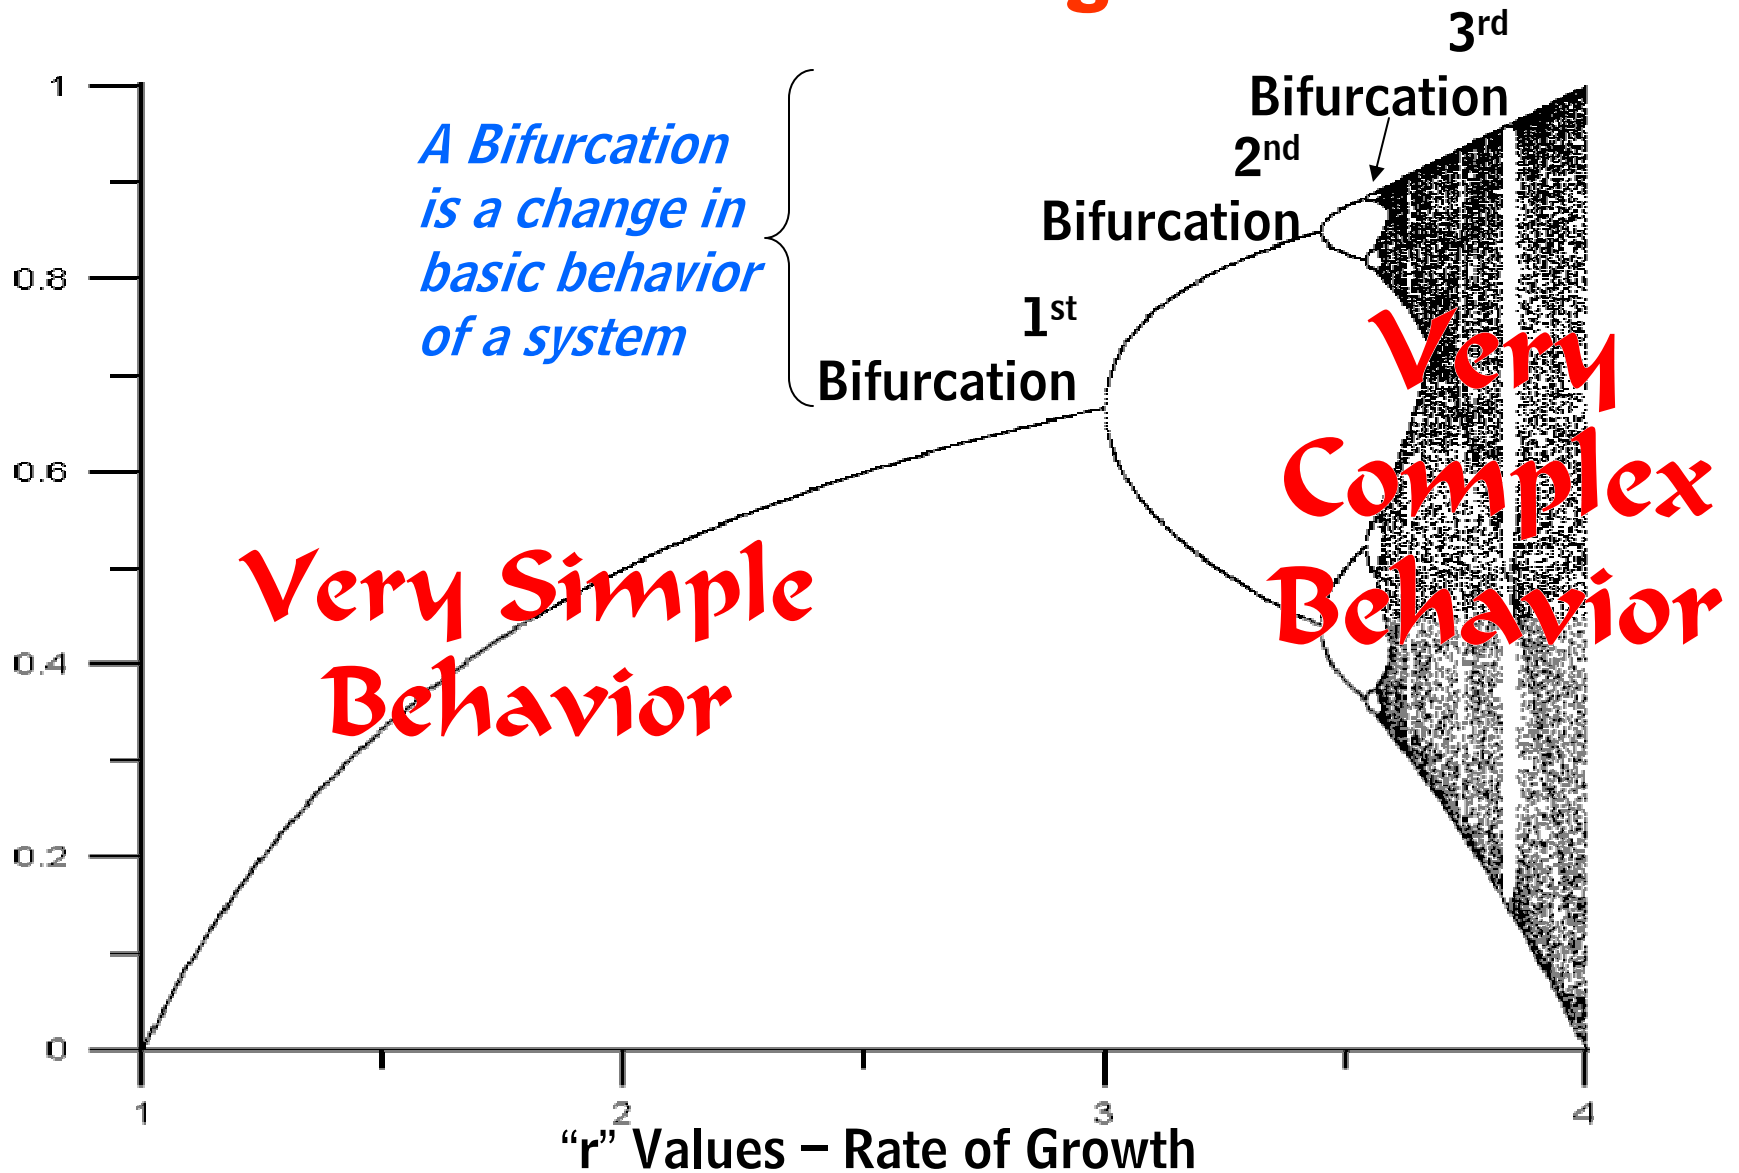 3rd
Bifurcation
2nd
Bifurcation
1st
Bifurcation
A Bifurcation
is a change in
basic behavior
of a system
Very Simple
Behavior
Very
Complex
Behavior
1
0.8
0.6
0.4
0.2
0
1 2 3 4
“r” Values – Rate of Growth